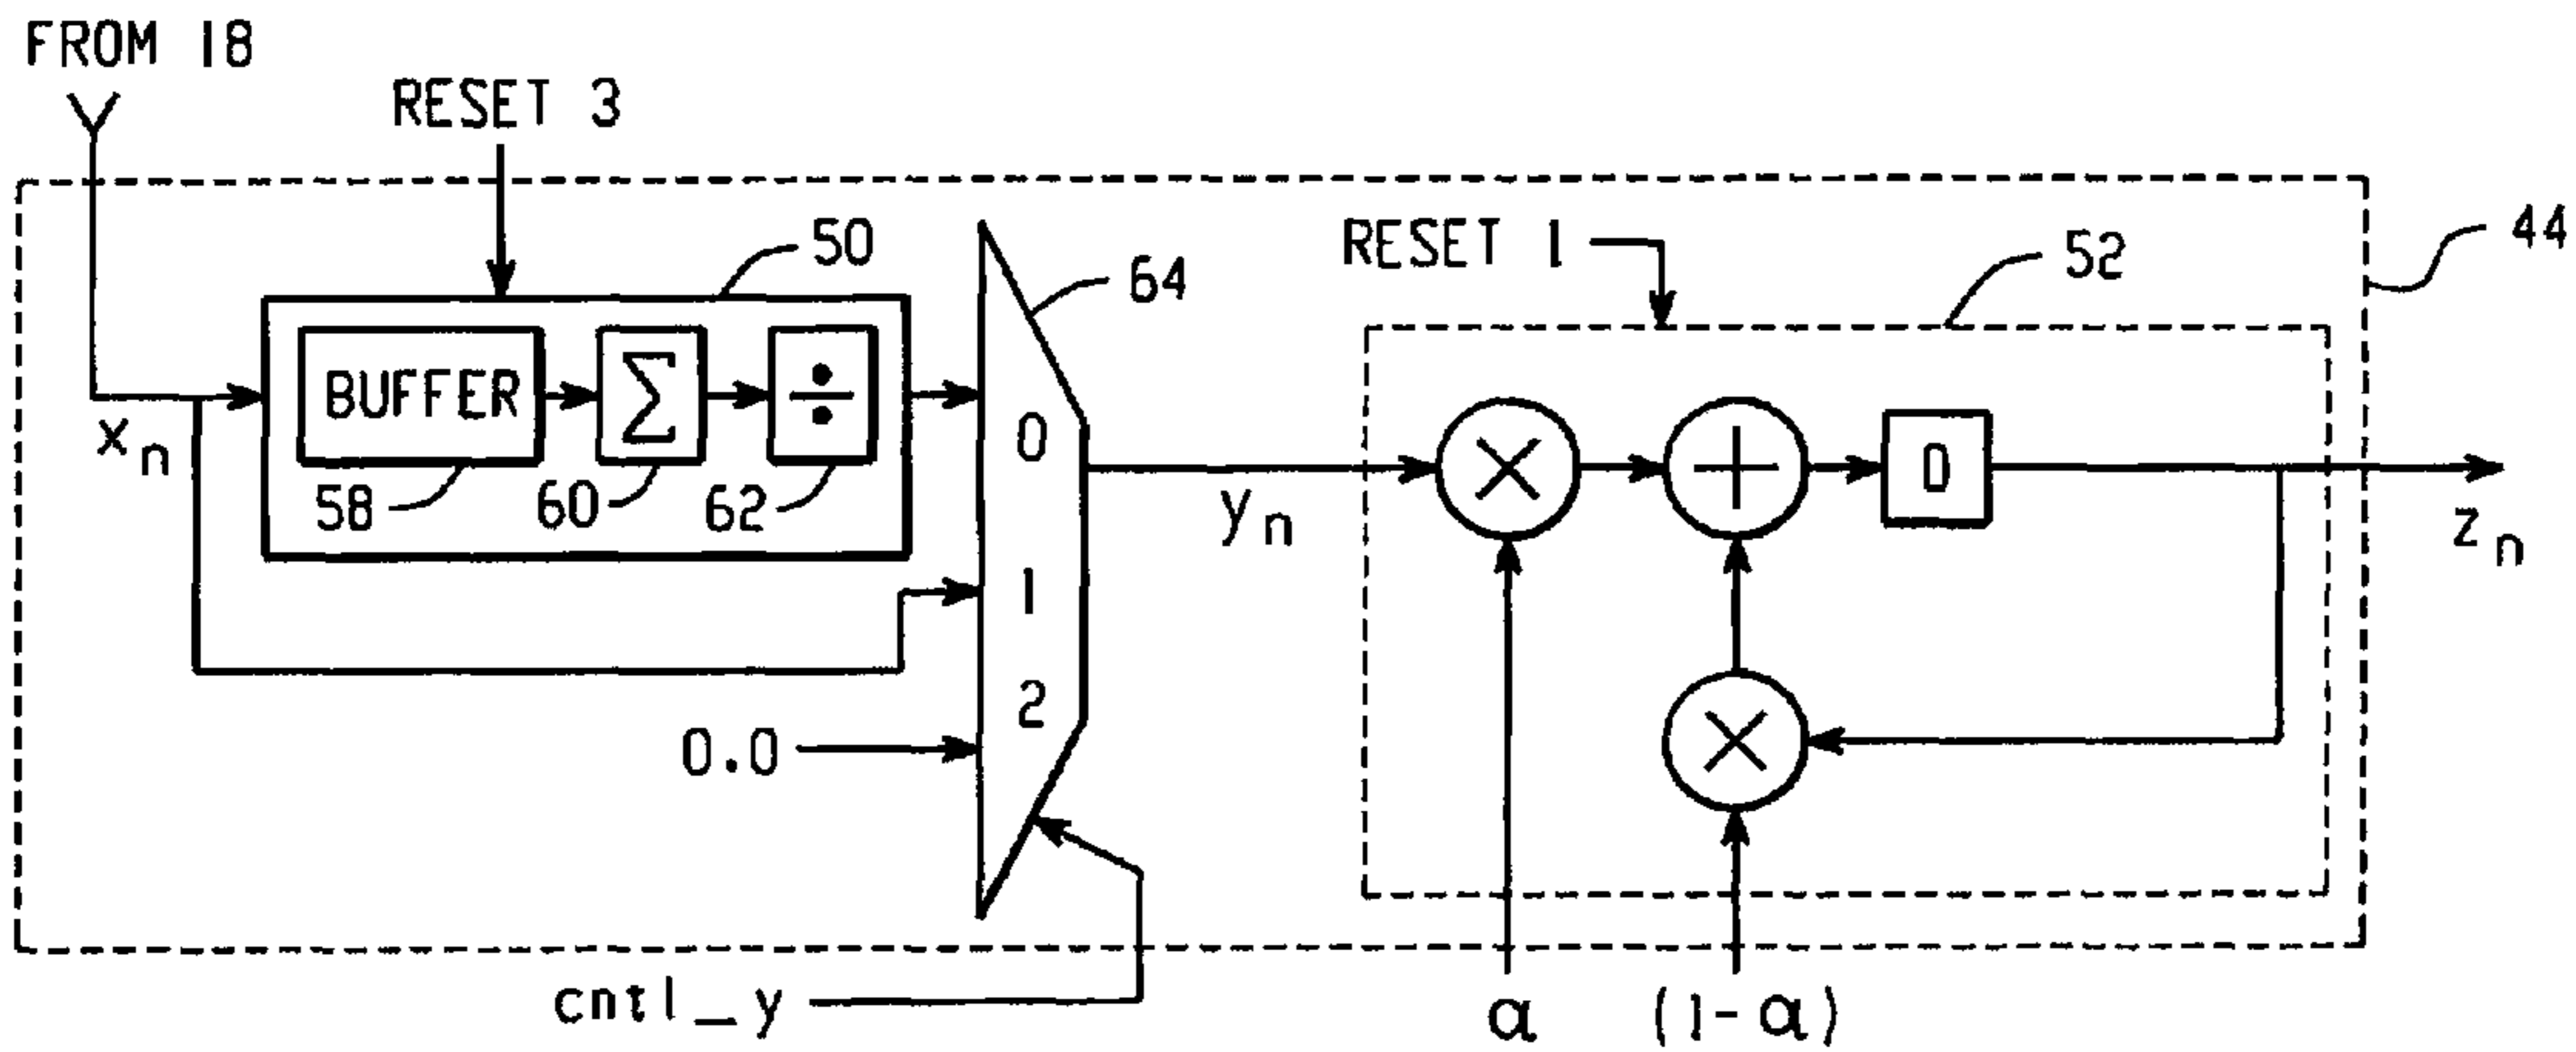 FROM 18
RESET 3
50
64
RESET 1
52
44
BUFFER
Σ
÷
58
60
62
x n
0
1
2
0.0
y n
×
+
D
z n
×
cntl_y
α
(1-α)